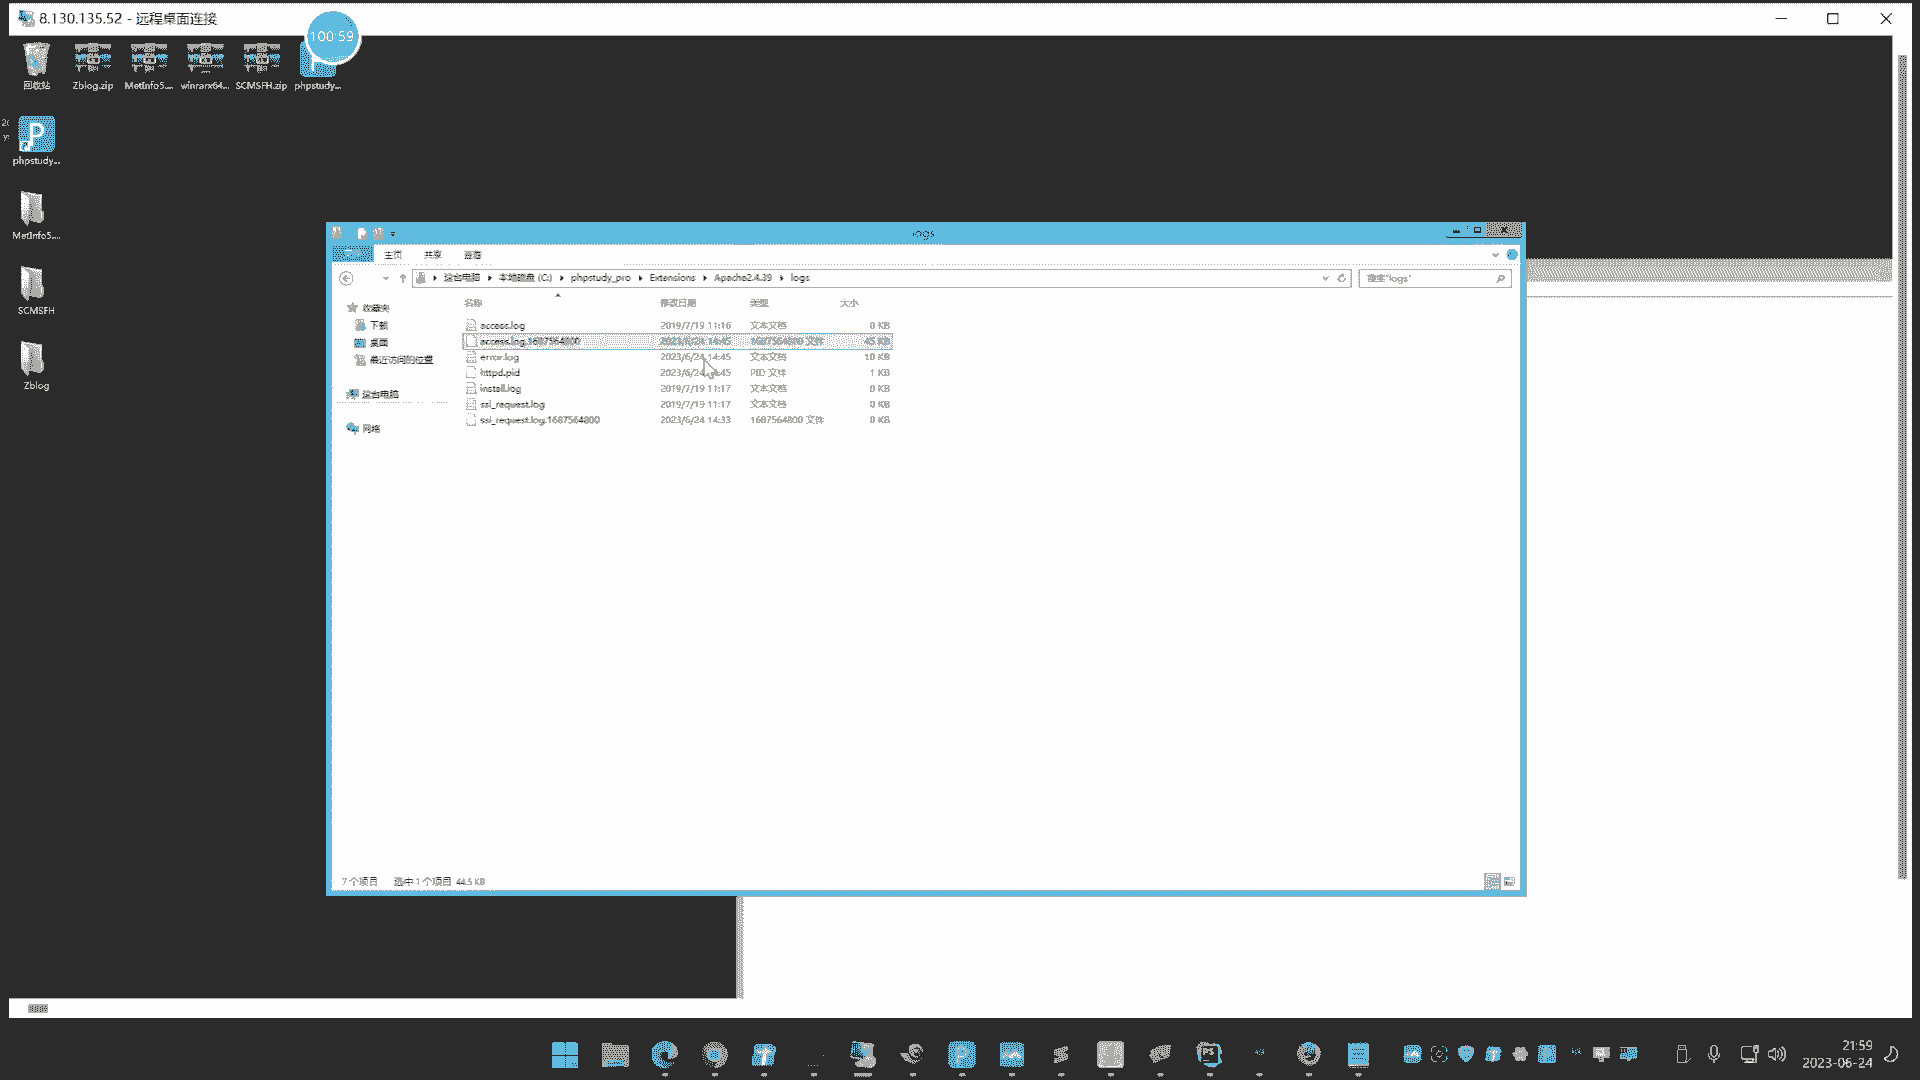 8.130.135.52 - 远程桌面连接
100:59
回收站
Zblog.zip
MetInfo5....
winrarx64...
SCMSFH.zip
phpstudy...
phpstudy...
MetInfo5....
SCMSFH
Zblog
logs
主页
共享
查看
这台电脑
本地磁盘 (C:)
phpstudy_pro
Extensions
Apache2.4.39
logs
搜索"logs"
名称
修改日期
类型
大小
收藏夹
下载
桌面
最近访问的位置
这台电脑
网络
access.log 2019/7/19 11:16 文本文档 0 KB
access.log.1687564800 2023/6/24 14:45 1687564800 文件 45 KB
error.log 2023/6/24 14:45 文本文档 10 KB
httpd.pid 2023/6/24 14:45 PID 文件 1 KB
install.log 2019/7/19 11:17 文本文档 0 KB
ssl_request.log 2019/7/19 11:17 文本文档 0 KB
ssl_request.log.1687564800 2023/6/24 14:33 1687564800 文件 0 KB
7 个项目 选中 1 个项目 44.5 KB
21:59
2023-06-24